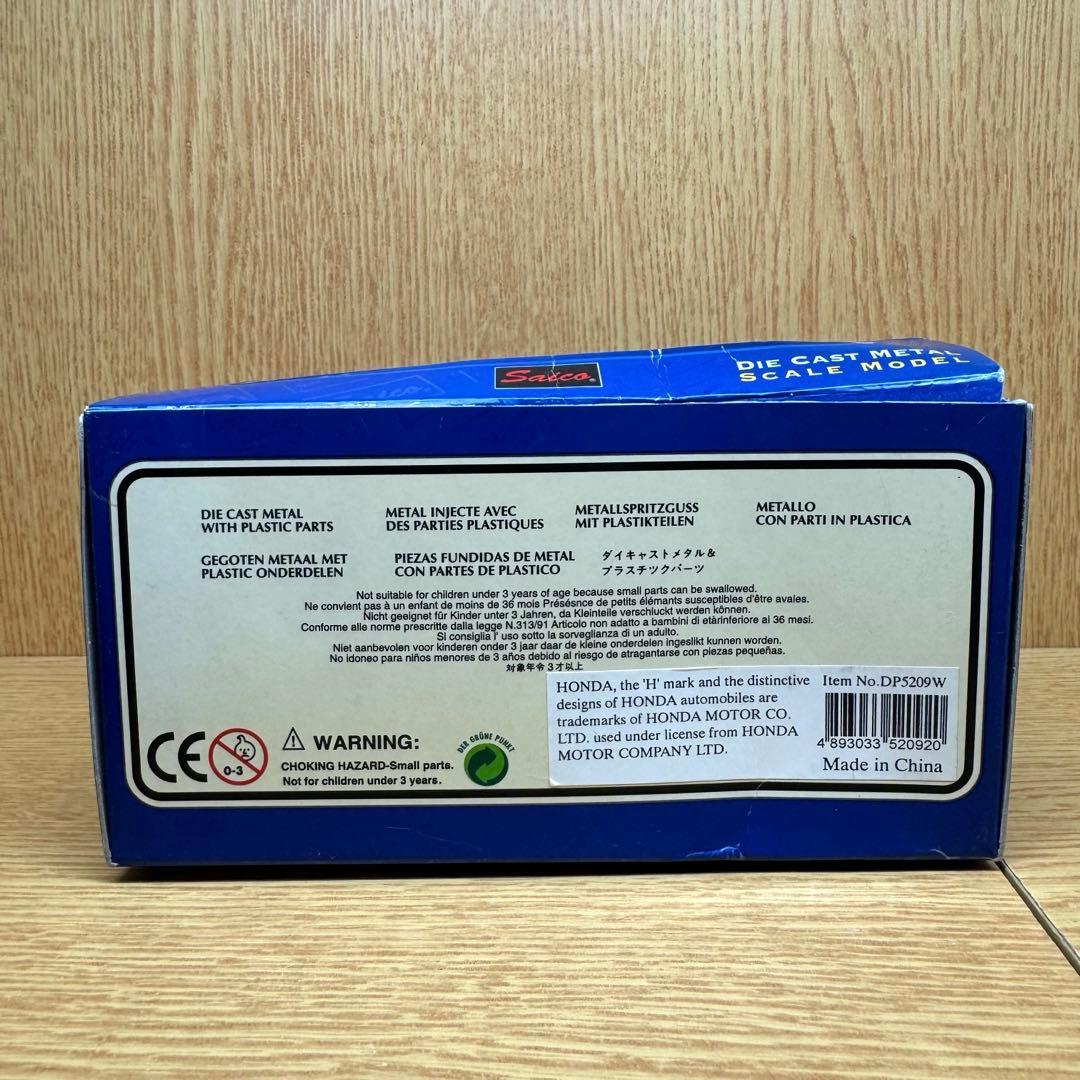 Saico®
DIE CAST METAL
SCALE MODEL
DIE CAST METAL
WITH PLASTIC PARTS
METAL INJECTE AVEC
DES PARTIES PLASTIQUES
METALLSPRITZGUSS
MIT PLASTIKTEILEN
METALLO
CON PARTI IN PLASTICA
GEGOTEN METAAL MET
PLASTIC ONDERDELEN
PIEZAS FUNDIDAS DE METAL
CON PARTES DE PLASTICO
ダイキャストメタル&
プラスチツクパーツ
Not suitable for children under 3 years of age because small parts can be swallowed.
Ne convient pas à un enfant de moins de 36 mois Présésnce de petits élémants susceptibles d'être avales.
Nicht geeignet für Kinder unter 3 Jahren, da Kleinteile verschluckt werden können.
Conforme alle norme prescritte dalla legge N.313/91 Articolo non adatto a bambini di etàrinferiore al 36 mesi.
Si consiglia l' uso sotto la sorveglianza di un adulto.
Niet aanbevolen voor kinderen onder 3 jaar daar de kleine onderdelen ingeslikt kunnen worden.
No idoneo para niños menores de 3 años debido al riesgo de atragantarse con piezas pequeñas.
対象年令3才以上
HONDA, the 'H' mark and the distinctive
designs of HONDA automobiles are
trademarks of HONDA MOTOR CO.
LTD. used under license from HONDA
MOTOR COMPANY LTD.
Item No.DP5209W
4 893033 520920
Made in China
CE
0-3
WARNING:
CHOKING HAZARD-Small parts.
Not for children under 3 years.
DER GRÜNE PUNKT